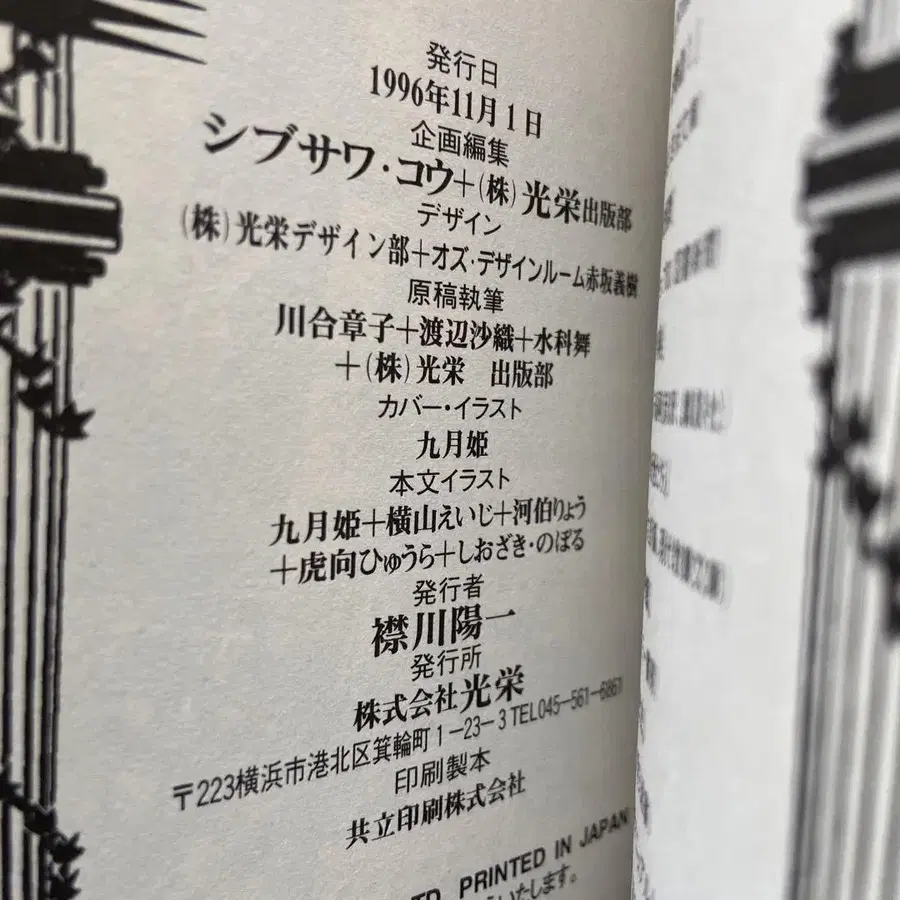 発行日
1996年11月1日
企画編集
シブサワ・コウ+(株)光栄出版部
デザイン
(株)光栄デザイン部+オズ・デザインルーム赤坂義樹
原稿執筆
川合章子+渡辺沙織+水科舞
+(株)光栄 出版部
カバー・イラスト
九月姫
本文イラスト
九月姫+横山えいじ+河伯りょう
+虎向ひゅうら+しおざき・のぼる
発行者
襟川陽一
発行所
株式会社光栄
〒223横浜市港北区箕輪町1-23-3 TEL045-561-6861
印刷製本
共立印刷株式会社
TD. PRINTED IN JAPAN
いたします。